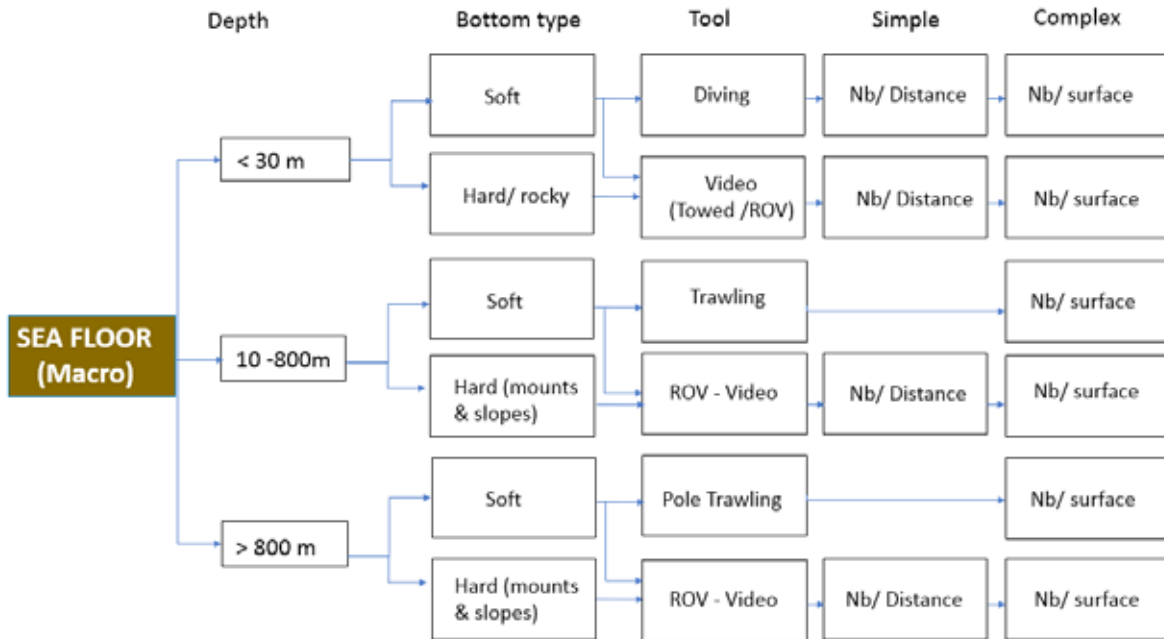 Depth Bottom type Tool Simple Complex
Soft Diving Nb/ Distance Nb/ surface
< 30 m
Hard/ rocky Video
(Towed /ROV) Nb/ Distance Nb/ surface
Soft Trawling Nb/ surface
SEA FLOOR
(Macro)
10 -800m
Hard (mounts
& slopes) ROV - Video Nb/ Distance Nb/ surface
Soft Pole Trawling Nb/ surface
> 800 m
Hard (mounts
& slopes) ROV - Video Nb/ Distance Nb/ surface